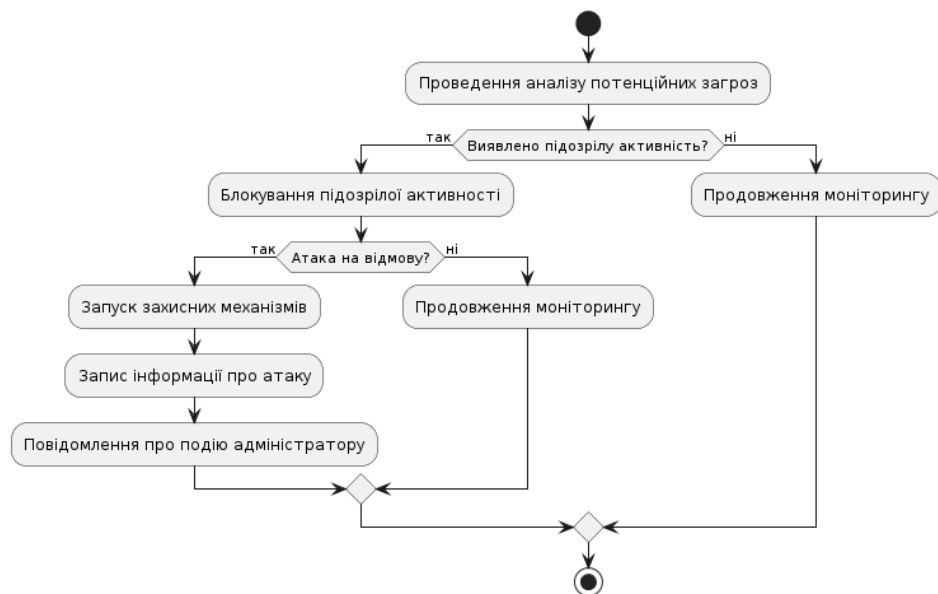 Проведення аналізу потенційних загроз
так
Виявлено підозрілу активність?
ні
Блокування підозрілої активності
Продовження моніторингу
так
Атака на відмову?
ні
Запуск захисних механізмів
Продовження моніторингу
Запис інформації про атаку
Повідомлення про подію адміністратору